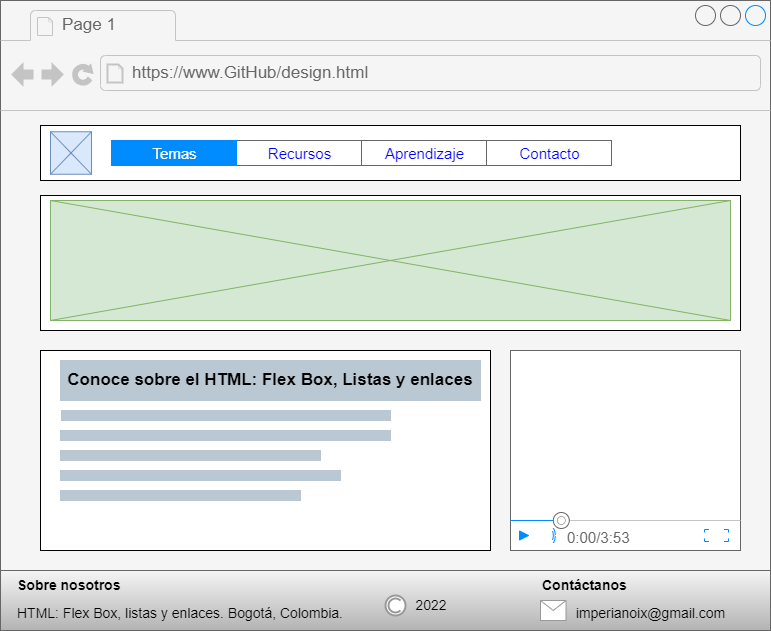 Page 1
https://www.GitHub/design.html
Temas Recursos Aprendizaje Contacto
Conoce sobre el HTML: Flex Box, Listas y enlaces
0:00/3:53
Sobre nosotros
HTML: Flex Box, listas y enlaces. Bogotá, Colombia.
© 2022
Contáctanos
imperianoix@gmail.com